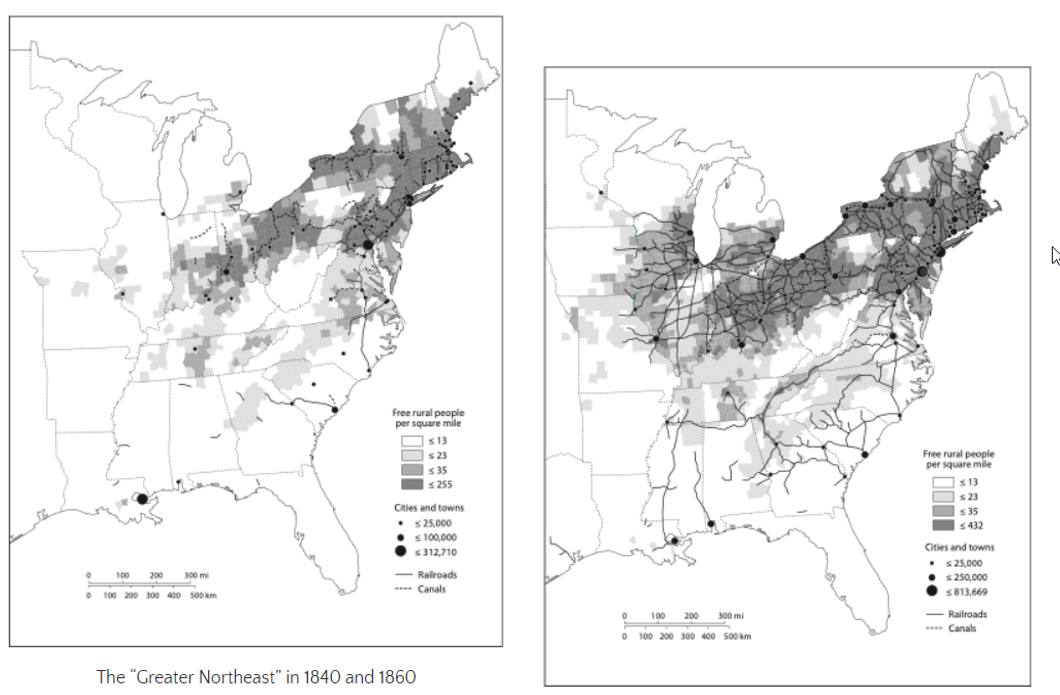 Free rural people
per square mile
≤ 13
≤ 23
≤ 35
≤ 255
Cities and towns
≤ 25,000
≤ 100,000
≤ 312,710
Railroads
Canals
0 100 200 300 mi
0 100 200 300 400 500 km
The “Greater Northeast” in 1840 and 1860
Free rural people
per square mile
≤ 13
≤ 23
≤ 35
≤ 432
Cities and towns
≤ 25,000
≤ 250,000
≤ 813,669
Railroads
Canals
0 100 200 300 mi
0 100 200 300 400 500 km